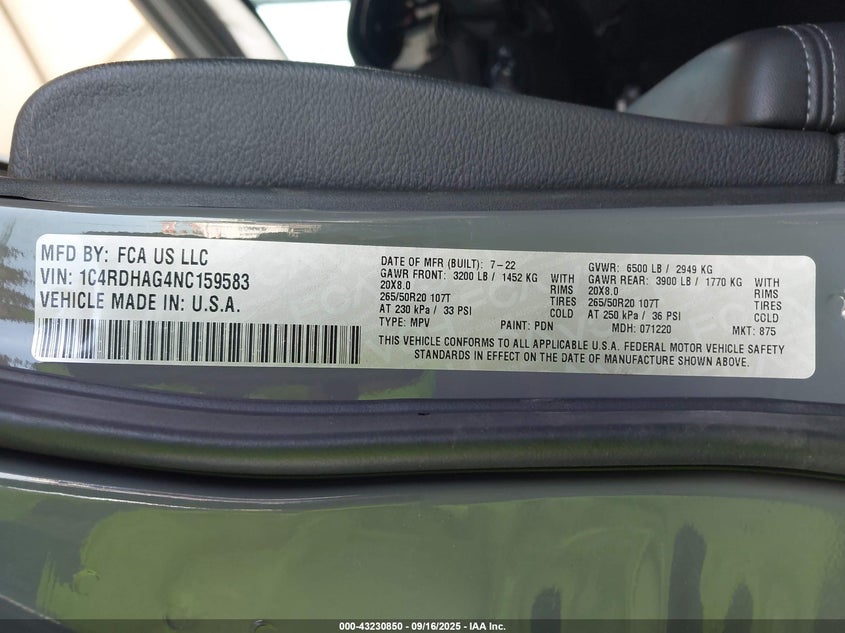 MFD BY: FCA US LLC
VIN: 1C4RDHAG4NC159583
VEHICLE MADE IN: U.S.A.
DATE OF MFR (BUILT): 7-22 GVWR: 6500 LB / 2949 KG
GAWR FRONT: 3200 LB / 1452 KG WITH GAWR REAR: 3900 LB / 1770 KG WITH
20X8.0 RIMS 20X8.0 RIMS
265/50R20 107T TIRES 265/50R20 107T TIRES
AT 230 kPa / 33 PSI COLD AT 250 kPa / 36 PSI COLD
TYPE: MPV PAINT: PDN MDH: 071220 MKT: 875
THIS VEHICLE CONFORMS TO ALL APPLICABLE U.S.A. FEDERAL MOTOR VEHICLE SAFETY
STANDARDS IN EFFECT ON THE DATE OF MANUFACTURE SHOWN ABOVE.
000-43230850 - 09/16/2025 - IAA Inc.